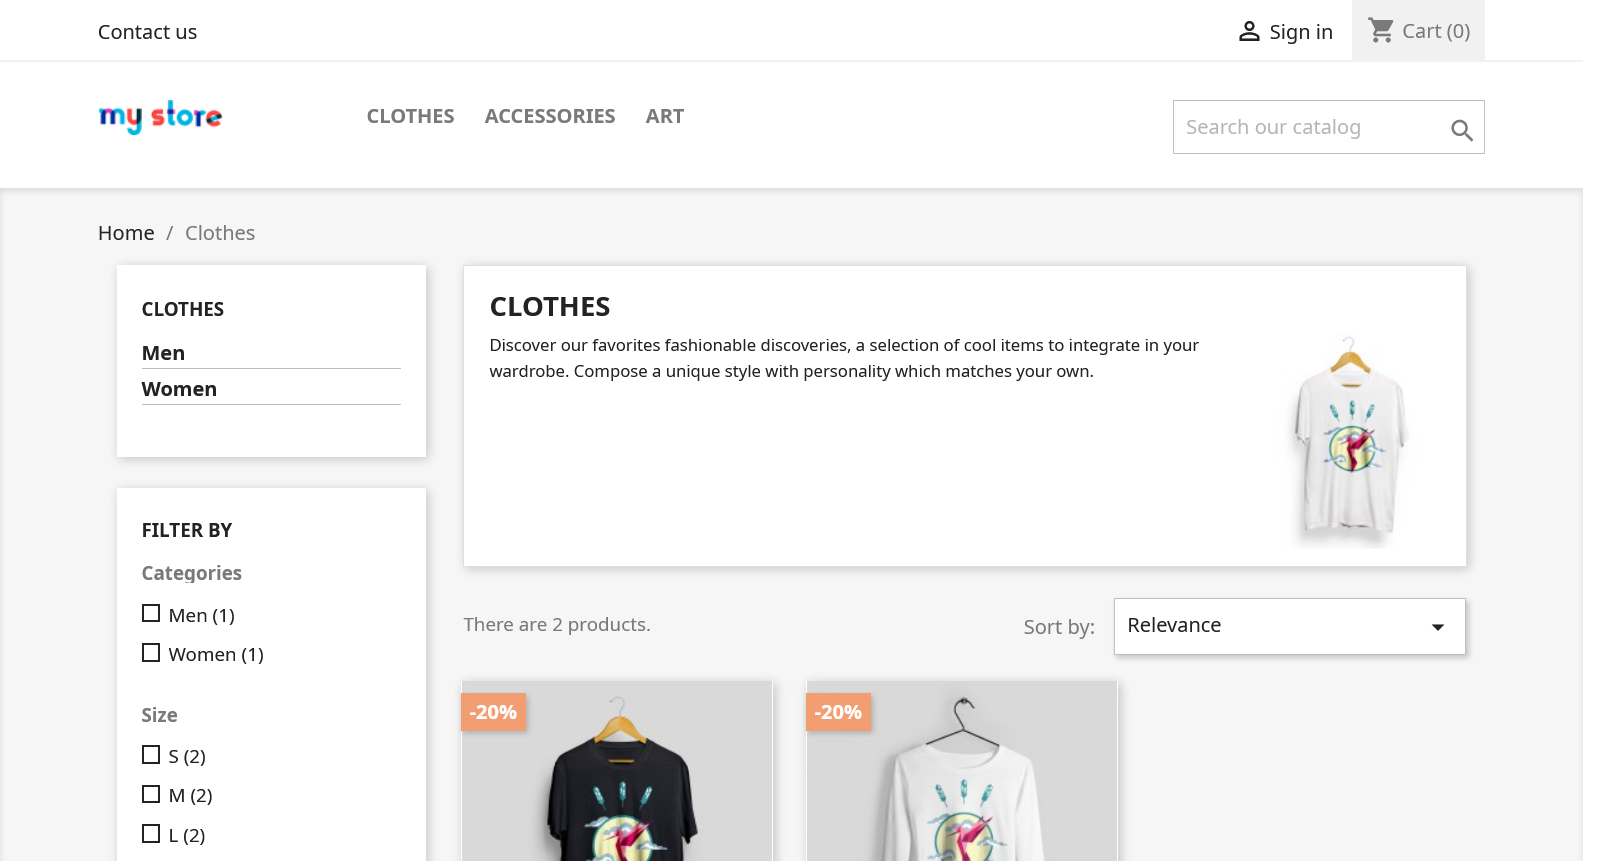 Contact us
Sign in
Cart (0)
my store
CLOTHES
ACCESSORIES
ART
Search our catalog
Home / Clothes
CLOTHES
Men
Women
FILTER BY
Categories
Men (1)
Women (1)
Size
S (2)
M (2)
L (2)
CLOTHES
Discover our favorites fashionable discoveries, a selection of cool items to integrate in your
wardrobe. Compose a unique style with personality which matches your own.
There are 2 products.
Sort by:
Relevance
-20%
-20%